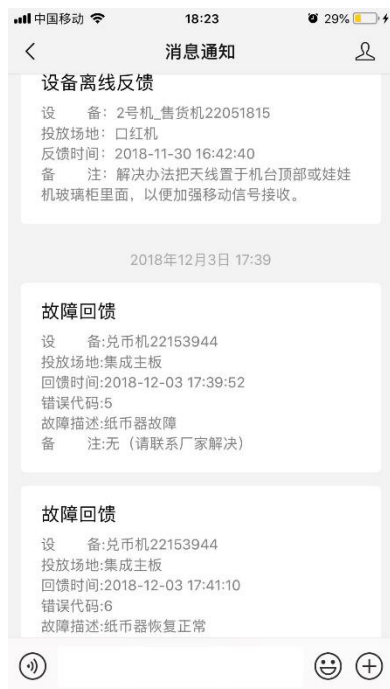 中国移动 18:23 29%
消息通知
设备离线反馈
设 备：2号机_售货机22051815
投放场地：口红机
反馈时间：2018-11-30 16:42:40
备 注：解决办法把天线置于机台顶部或娃娃
机玻璃柜里面，以便加强移动信号接收。
2018年12月3日 17:39
故障回馈
设 备:兑币机22153944
投放场地:集成主板
回馈时间:2018-12-03 17:39:52
错误代码:5
故障描述:纸币器故障
备 注:无（请联系厂家解决）
故障回馈
设 备:兑币机22153944
投放场地:集成主板
回馈时间:2018-12-03 17:41:10
错误代码:6
故障描述:纸币器恢复正常